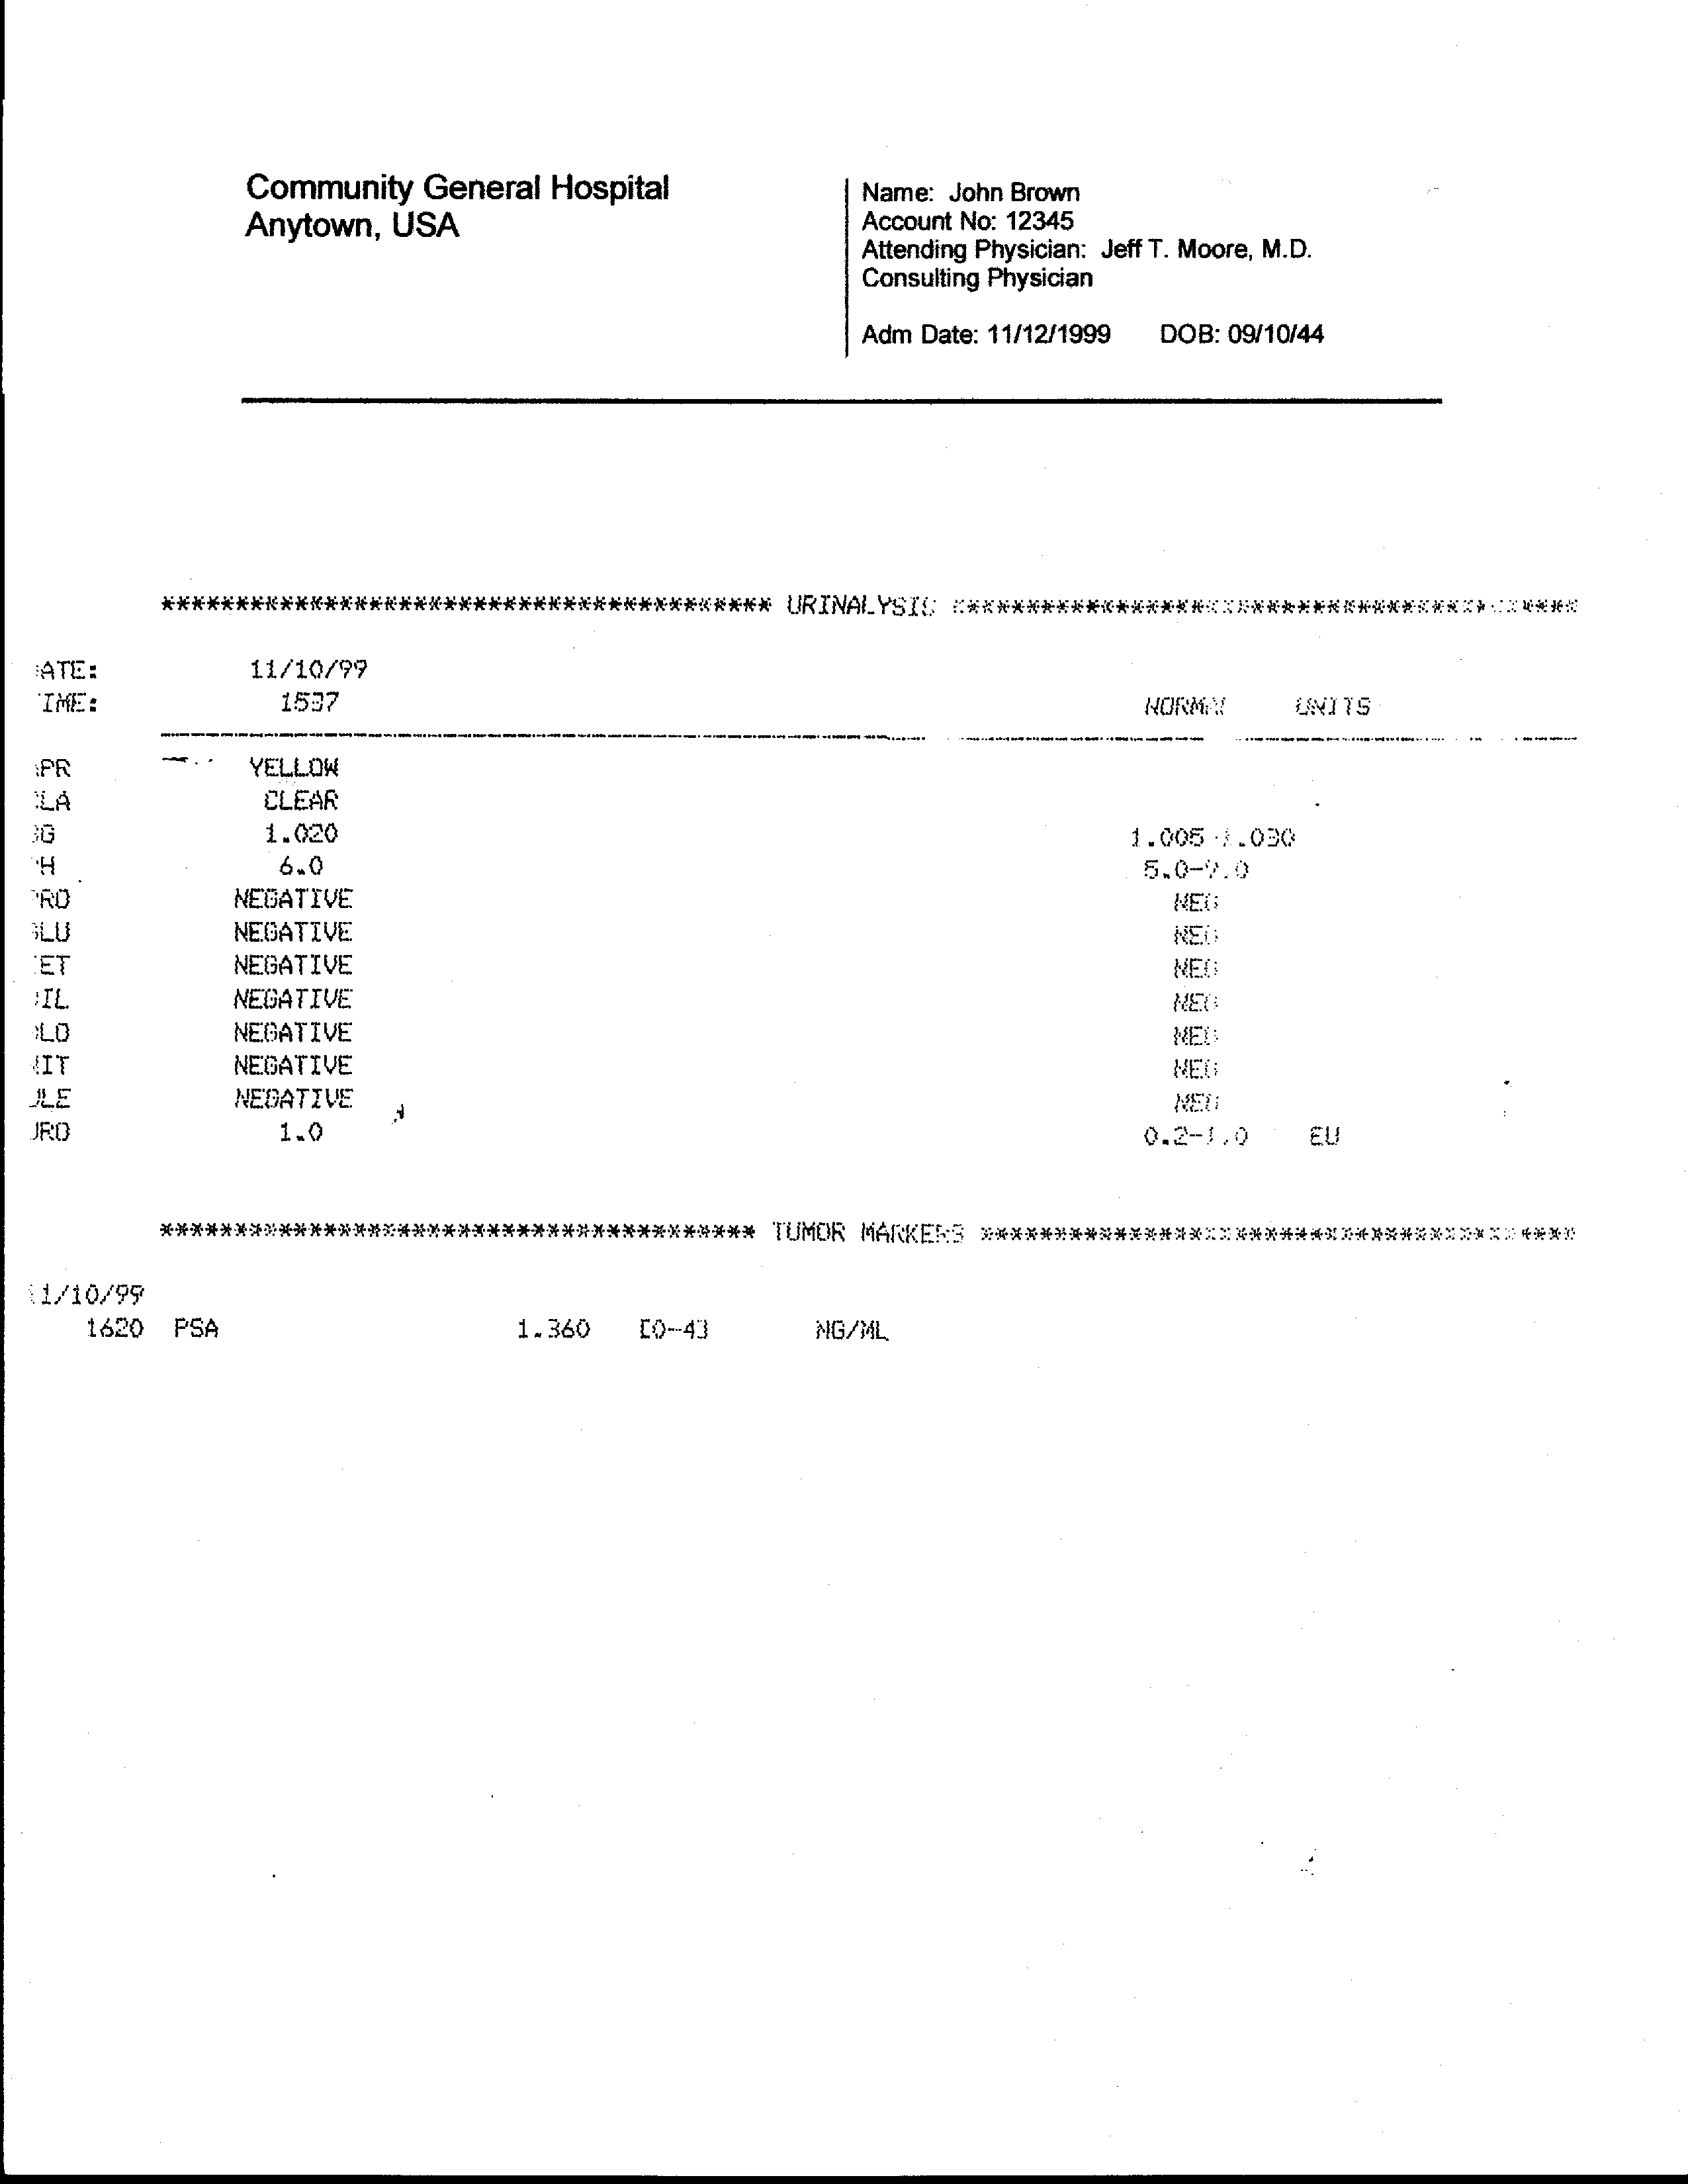 Community General Hospital
Anytown, USA
Name: John Brown
Account No: 12345
Attending Physician: Jeff T. Moore, M.D.
Consulting Physician
Adm Date: 11/12/1999 DOB: 09/10/44
**************************************** URINALYSIS ****************************************
ATE: 11/10/99
IME: 1537 NORMAL UNITS
PR YELLOW
LA CLEAR
G 1.020 1.005-1.030
H 6.0 5.0-9.0
RO NEGATIVE NEG
LU NEGATIVE NEG
ET NEGATIVE NEG
IL NEGATIVE NEG
LO NEGATIVE NEG
IT NEGATIVE NEG
LE NEGATIVE NEG
URO 1.0 0.2-1.0 EU
**************************************** TUMOR MARKERS ****************************************
11/10/99
1620 PSA 1.360 [0-4] NG/ML